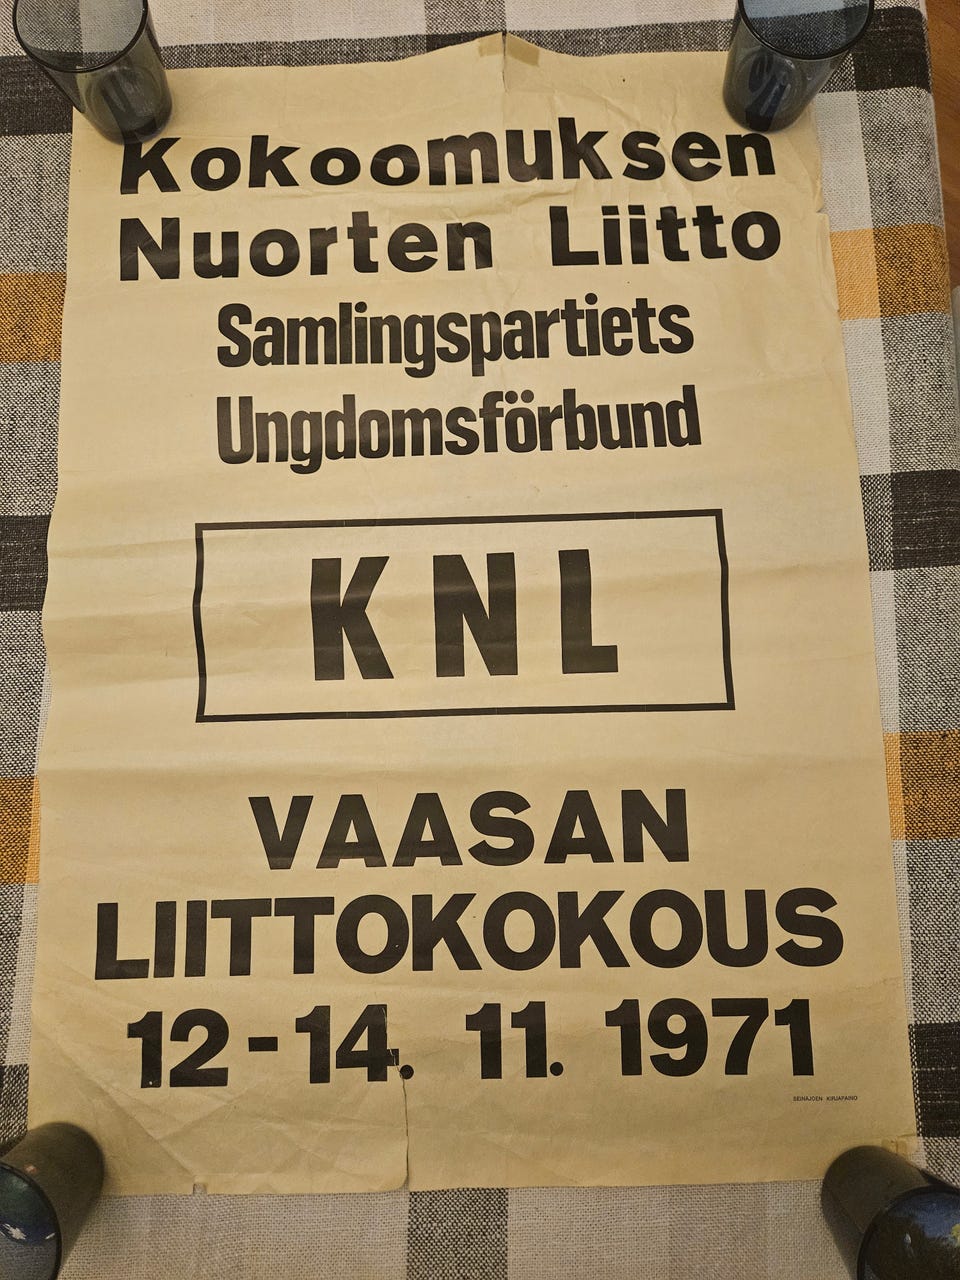 Kokoomuksen
Nuorten Liitto
Samlingspartiets
Ungdomsförbund
KNL
VAASAN
LIITTOKOKOUS
12-14. 11. 1971
SEINÄJOEN KIRJAPAINO